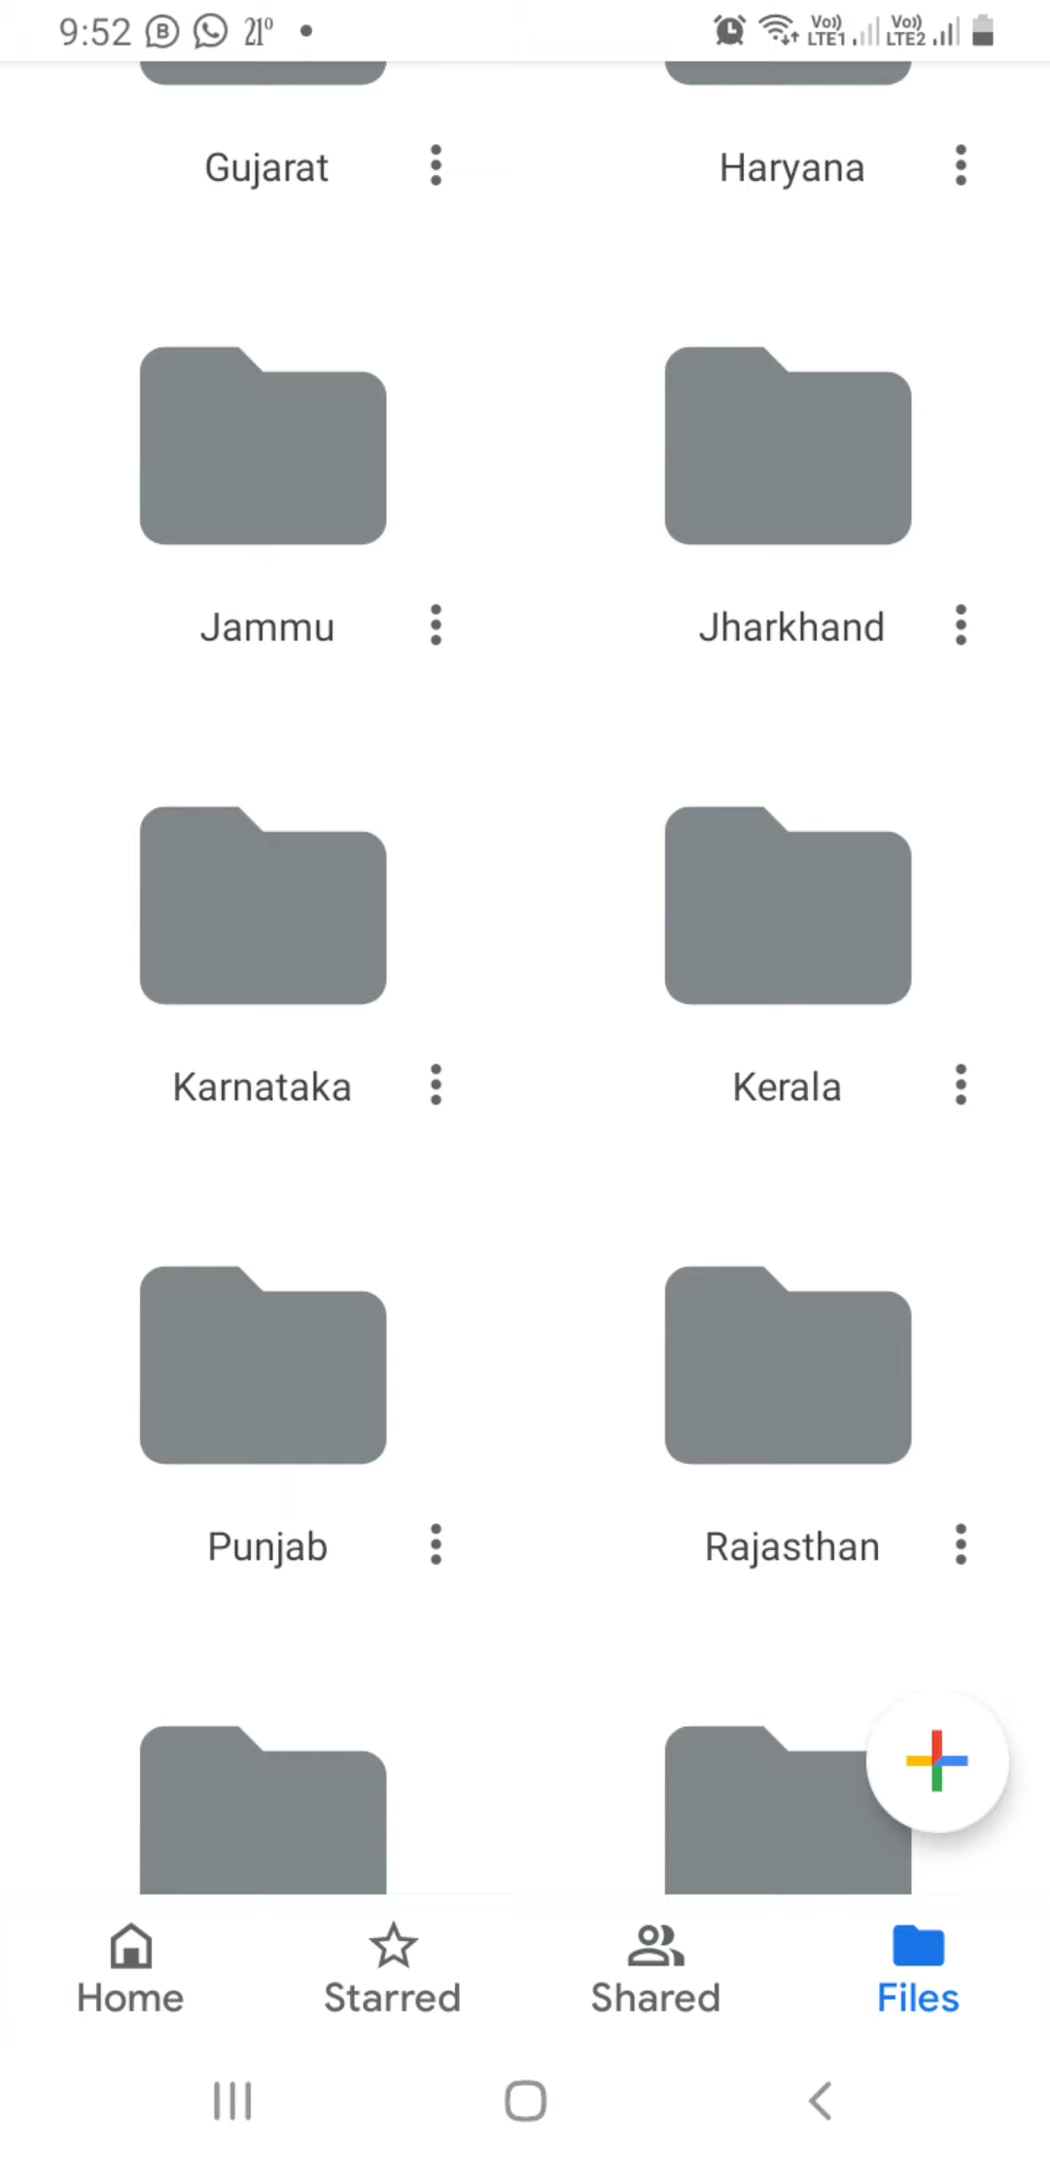 9:52 B 21° Vo)) LTE1 Vo)) LTE2
Gujarat Haryana
Jammu Jharkhand
Karnataka Kerala
Punjab Rajasthan
Home Starred Shared Files